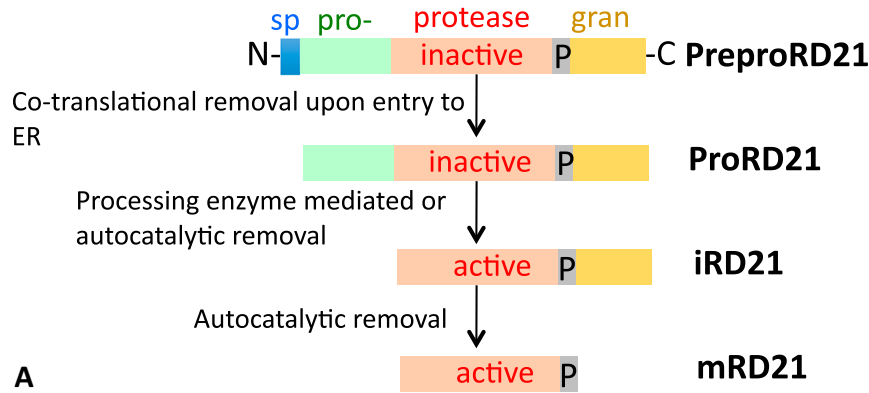 sp pro- protease gran
N- inactive P -C PreproRD21
Co-translational removal upon entry to
ER
inactive P ProRD21
Processing enzyme mediated or
autocatalytic removal
active P iRD21
Autocatalytic removal
A active P mRD21